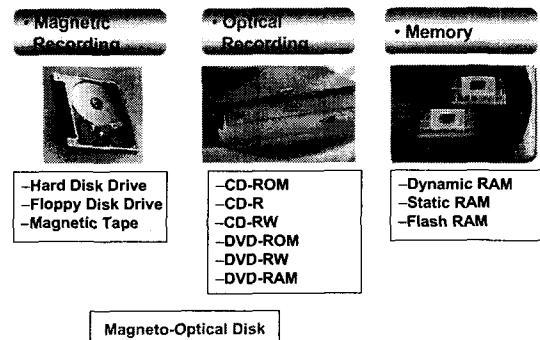 • Magnetic
Recording
–Hard Disk Drive
–Floppy Disk Drive
–Magnetic Tape
• Optical
Recording
–CD-ROM
–CD-R
–CD-RW
–DVD-ROM
–DVD-RW
–DVD-RAM
• Memory
–Dynamic RAM
–Static RAM
–Flash RAM
Magneto-Optical Disk